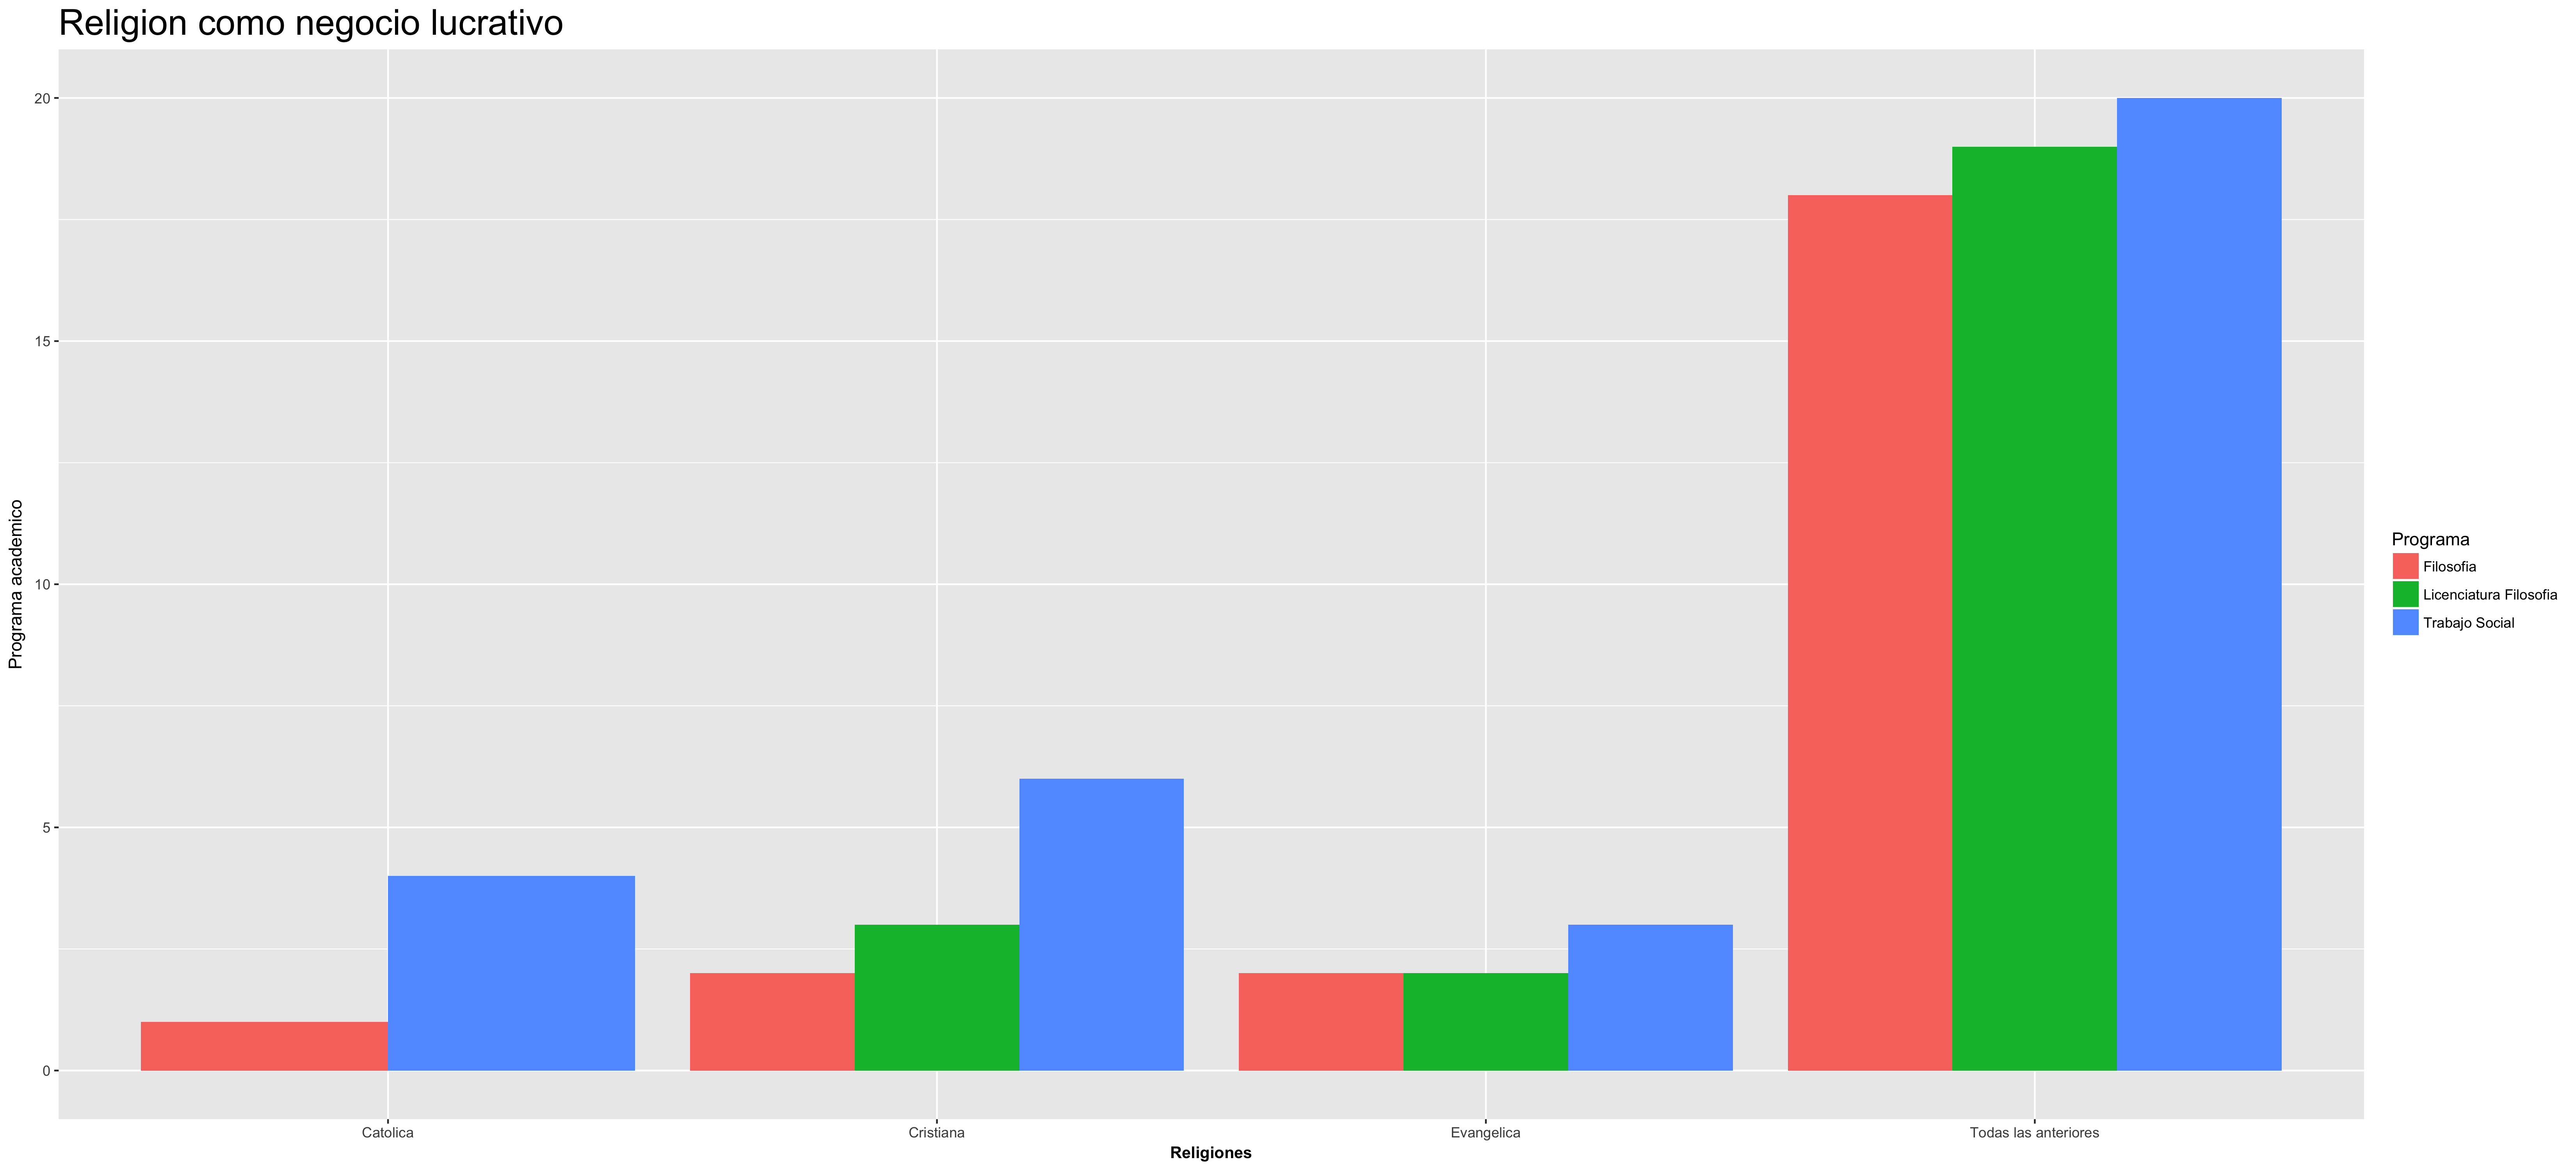 Religion como negocio lucrativo
20
15
10
5
0
Programa academico
Catolica
Cristiana
Evangelica
Todas las anteriores
Religiones
Programa
Filosofia
Licenciatura Filosofia
Trabajo Social